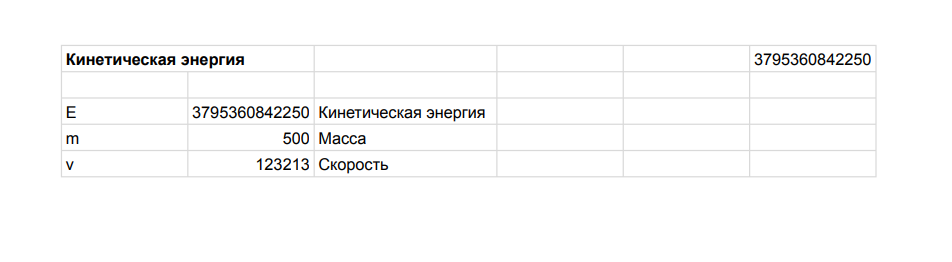 Кинетическая энергия 3795360842250
E 3795360842250 Кинетическая энергия
m 500 Масса
v 123213 Скорость